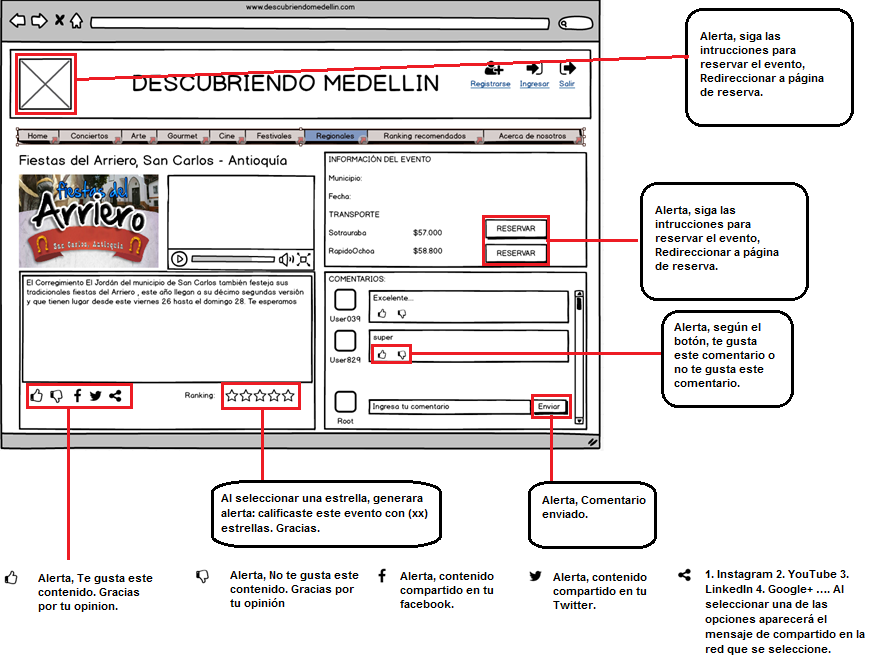 www.descubriendomedellin.com
DESCUBRIENDO MEDELLIN
Registrarse
Ingresar
Salir
Home
Conciertos
Arte
Gourmet
Cine
Festivales
Regionales
Ranking recomendados
Acerca de nosotros
Fiestas del Arriero, San Carlos - Antioquía
fiestas del
Arriero
San Carlos, Antioquia
El Corregimiento El Jordán del municipio de San Carlos también festeja sus
tradicionales fiestas del Arriero , este año llegan a su décimo segundas versión
y que tienen lugar desde este viernes 26 hasta el domingo 28. Te esperamos
Ranking:
INFORMACIÓN DEL EVENTO
Municipio:
Fecha:
TRANSPORTE
Sotrauraba
$57.000
RESERVAR
RapidoOchoa
$58.800
RESERVAR
COMENTARIOS:
Excelente...
User039
super
User829
Ingresa tu comentario
Enviar
Root
Alerta, siga las
intrucciones para
reservar el evento,
Redireccionar a página
de reserva.
Alerta, siga las
intrucciones para
reservar el evento,
Redireccionar a página
de reserva.
Alerta, según el
botón, te gusta
este comentario o
no te gusta este
comentario.
Al seleccionar una estrella, generara
alerta: calificaste este evento con (xx)
estrellas. Gracias.
Alerta, Comentario
enviado.
Alerta, Te gusta este
contenido. Gracias
por tu opinion.
Alerta, No te gusta este
contenido. Gracias por
tu opinión
Alerta, contenido
compartido en tu
facebook.
Alerta, contenido
compartido en tu
Twitter.
1. Instagram 2. YouTube 3.
LinkedIn 4. Google+ .... Al
seleccionar una de las
opciones aparecerá el
mensaje de compartido en la
red que se seleccione.